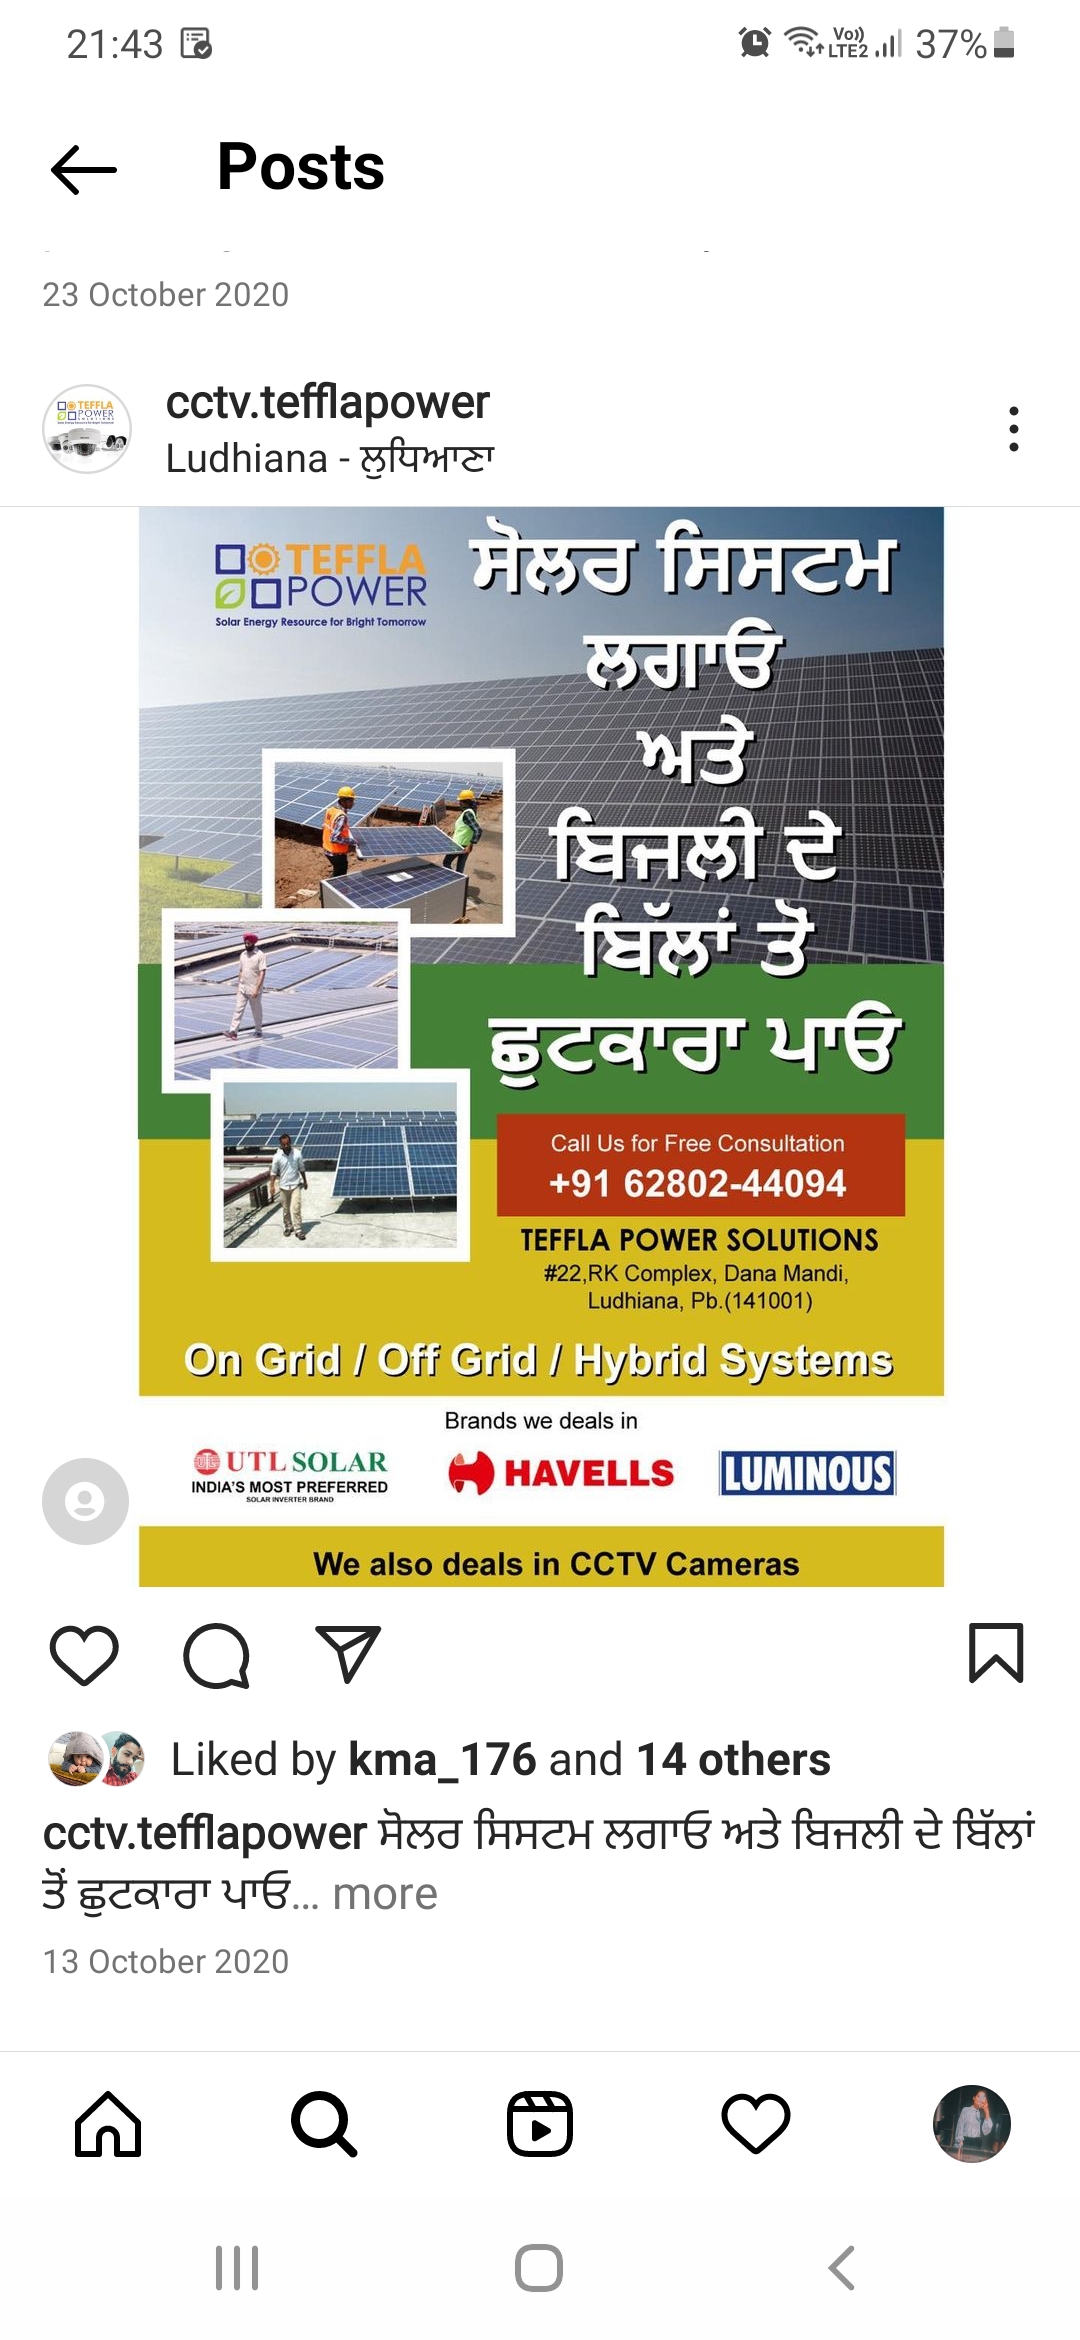 21:43
Vo)) LTE2 37%
Posts
23 October 2020
cctv.tefflapower
Ludhiana - ਲੁਧਿਆਣਾ
TEFFLA
POWER
Solar Energy Resource for Bright Tomorrow
ਸੋਲਰ ਸਿਸਟਮ
ਲਗਾਓ
ਅਤੇ
ਬਿਜਲੀ ਦੇ
ਬਿੱਲਾਂ ਤੋਂ
ਛੁਟਕਾਰਾ ਪਾਓ
Call Us for Free Consultation
+91 62802-44094
TEFFLA POWER SOLUTIONS
#22,RK Complex, Dana Mandi,
Ludhiana, Pb.(141001)
On Grid / Off Grid / Hybrid Systems
Brands we deals in
UTL SOLAR
INDIA'S MOST PREFERRED
SOLAR INVERTER BRAND
HAVELLS
LUMINOUS
We also deals in CCTV Cameras
Liked by kma_176 and 14 others
cctv.tefflapower ਸੋਲਰ ਸਿਸਟਮ ਲਗਾਓ ਅਤੇ ਬਿਜਲੀ ਦੇ ਬਿੱਲਾਂ
ਤੋਂ ਛੁਟਕਾਰਾ ਪਾਓ... more
13 October 2020